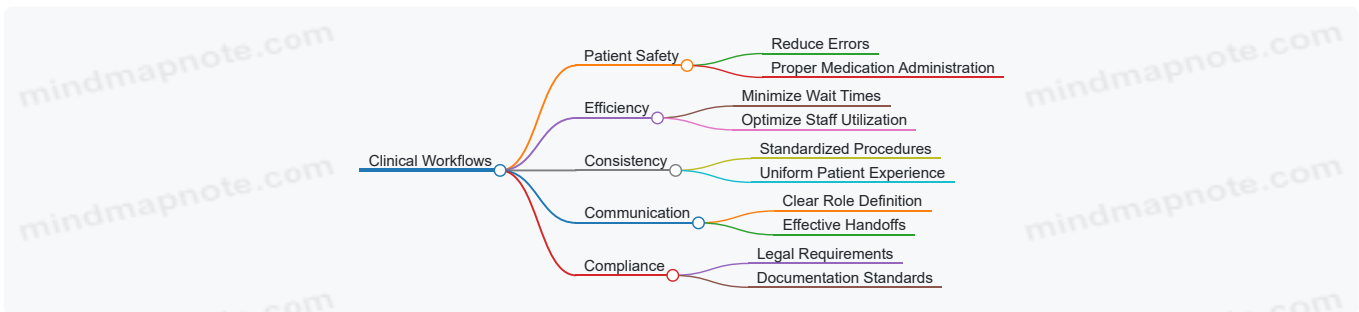 mindmapnote.com
mindmapnote.com
Clinical Workflows
Patient Safety
Reduce Errors
Proper Medication Administration
Efficiency
Minimize Wait Times
Optimize Staff Utilization
Consistency
Standardized Procedures
Uniform Patient Experience
Communication
Clear Role Definition
Effective Handoffs
Compliance
Legal Requirements
Documentation Standards
mindmapnote.com
mindmapnote.com
mindmapnote.com
mindmapnote.com